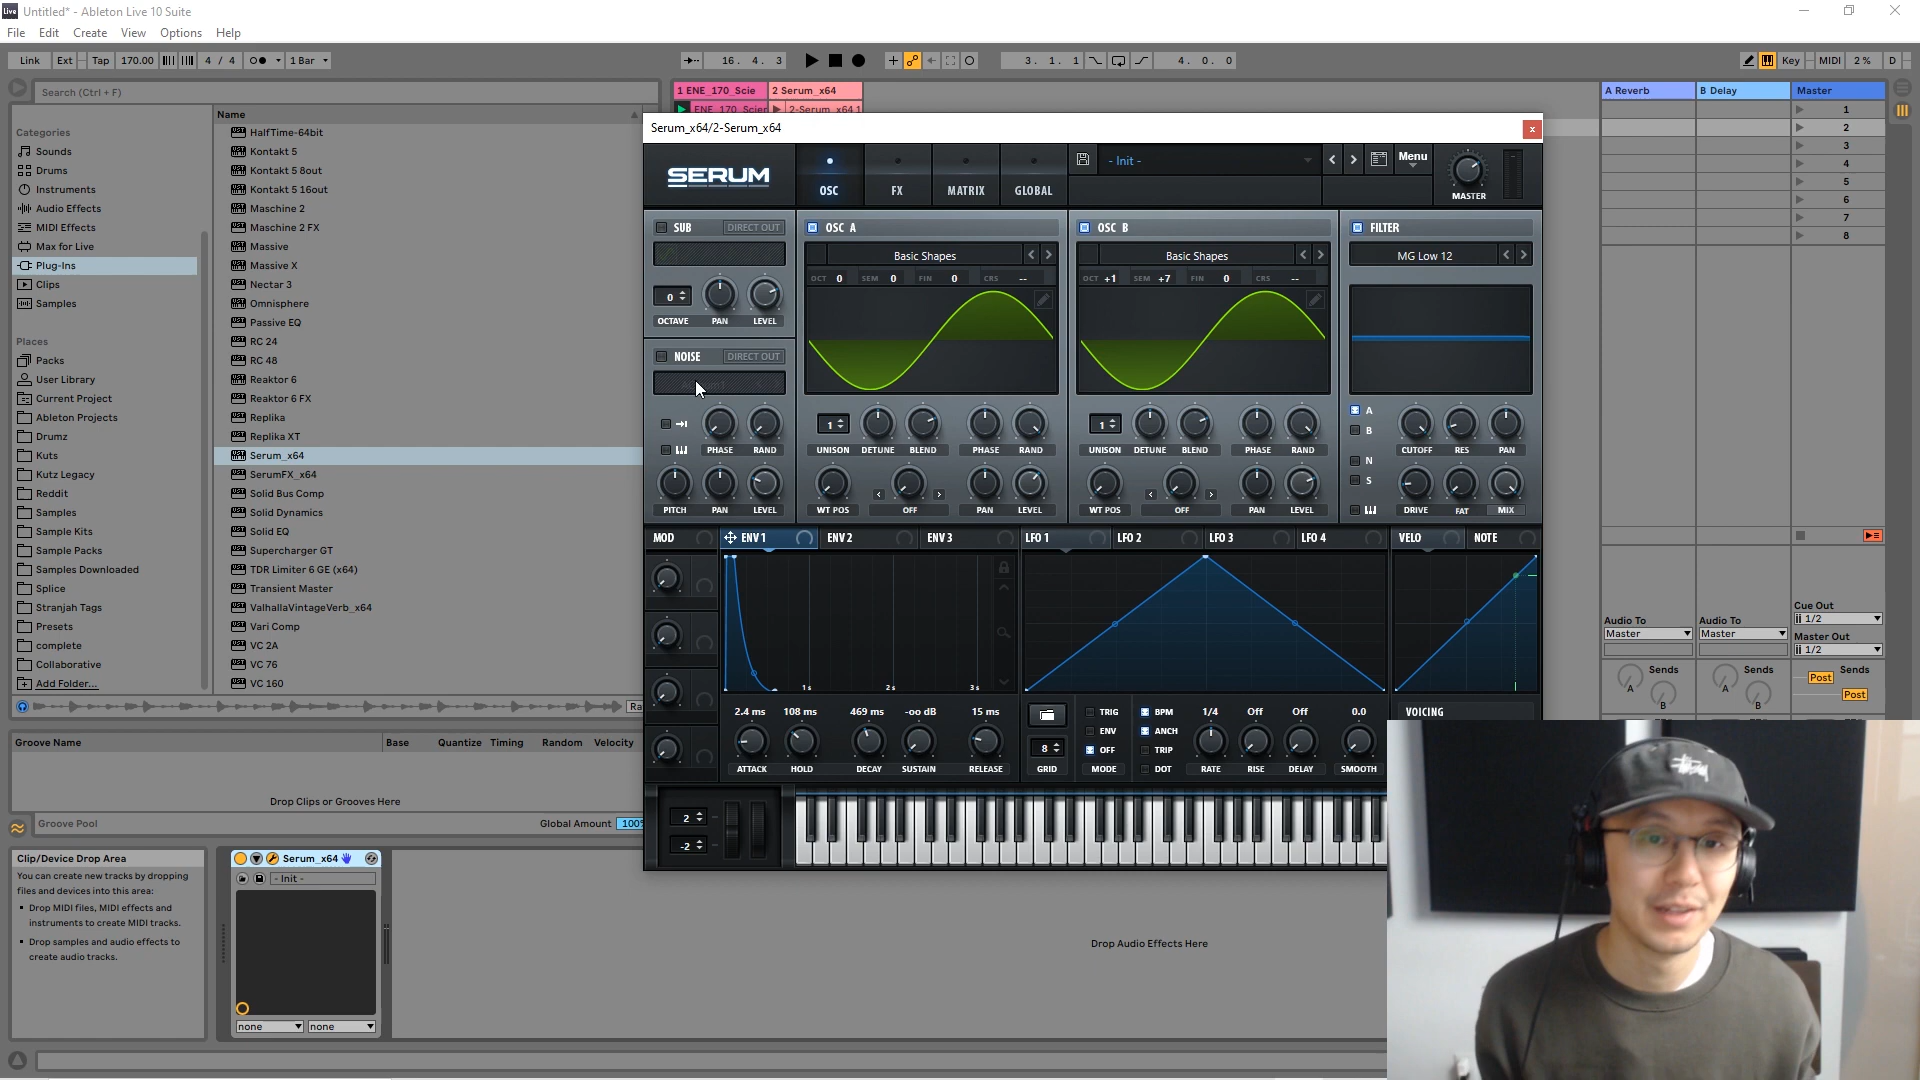 Live Untitled* - Ableton Live 10 Suite
File Edit Create View Options Help
Link Ext Tap 170.00 4 / 4 1 Bar 16. 4. 3 3. 1. 1 4. 0. 0 Key MIDI 2 % D
Search (Ctrl + F)
Categories
Sounds
Drums
Instruments
Audio Effects
MIDI Effects
Max for Live
Plug-Ins
Clips
Samples
Places
Packs
User Library
Current Project
Ableton Projects
Drumz
Kuts
Kutz Legacy
Reddit
Samples
Sample Kits
Sample Packs
Samples Downloaded
Splice
Stranjah Tags
Presets
complete
Collaborative
Add Folder...
Name
HalfTime-64bit
Kontakt 5
Kontakt 5 8out
Kontakt 5 16out
Maschine 2
Maschine 2 FX
Massive
Massive X
Nectar 3
Omnisphere
Passive EQ
RC 24
RC 48
Reaktor 6
Reaktor 6 FX
Replika
Replika XT
Serum_x64
SerumFX_x64
Solid Bus Comp
Solid Dynamics
Solid EQ
Supercharger GT
TDR Limiter 6 GE (x64)
Transient Master
ValhallaVintageVerb_x64
Vari Comp
VC 2A
VC 76
VC 160
Ra
1 ENE_170_Scie 2 Serum_x64
ENE_170_Scier 2-Serum_x64 1
A Reverb B Delay Master
1
2
3
4
5
6
7
8
Serum_x64/2-Serum_x64 x
SERUM
OSC FX MATRIX GLOBAL
- Init - Menu
MASTER
SUB DIRECT OUT
0
OCTAVE PAN LEVEL
NOISE DIRECT OUT
PHASE RAND
PITCH PAN LEVEL
OSC A
Basic Shapes
OCT 0 SEM 0 FIN 0 CRS --
1
UNISON DETUNE BLEND PHASE RAND
WT POS OFF PAN LEVEL
OSC B
Basic Shapes
OCT +1 SEM +7 FIN 0 CRS --
1
UNISON DETUNE BLEND PHASE RAND
WT POS OFF PAN LEVEL
FILTER
MG Low 12
A
B
N
S
CUTOFF RES PAN
DRIVE FAT MIX
MOD ENV 1 ENV 2 ENV 3 LFO 1 LFO 2 LFO 3 LFO 4 VELO NOTE
1s 2s 3s
2.4 ms 108 ms 469 ms -oo dB 15 ms
ATTACK HOLD DECAY SUSTAIN RELEASE
8
GRID
TRIG
ENV
OFF
MODE
BPM
ANCH
TRIP
DOT
1/4 Off Off 0.0
RATE RISE DELAY SMOOTH
VOICING
2
-2
Audio To Audio To Cue Out
Master Master 1/2
Master Out
1/2
Sends Sends Sends
A A Post
B B Post
Groove Name Base Quantize Timing Random Velocity
Drop Clips or Grooves Here
Groove Pool Global Amount 100%
Clip/Device Drop Area
You can create new tracks by dropping
files and devices into this area:
Drop MIDI files, MIDI effects and
instruments to create MIDI tracks.
Drop samples and audio effects to
create audio tracks.
Serum_x64
- Init -
none none
Drop Audio Effects Here